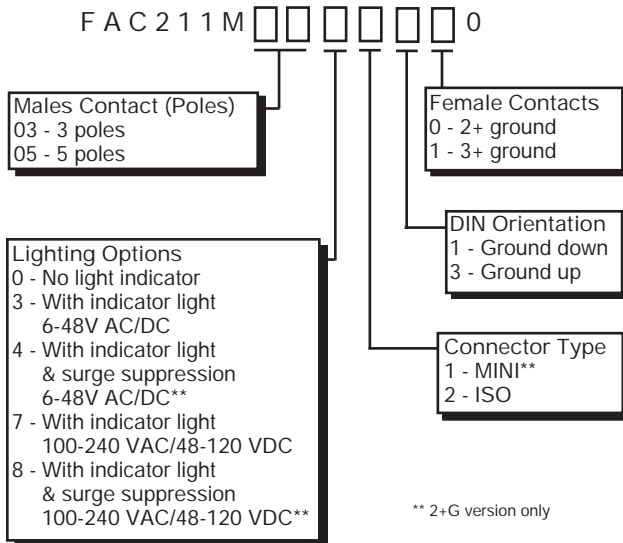 FAC211M 0
Males Contact (Poles)
03 - 3 poles
05 - 5 poles
Female Contacts
0 - 2+ ground
1 - 3+ ground
DIN Orientation
1 - Ground down
3 - Ground up
Lighting Options
0 - No light indicator
3 - With indicator light
6-48V AC/DC
4 - With indicator light
& surge suppression
6-48V AC/DC**
7 - With indicator light
100-240 VAC/48-120 VDC
8 - With indicator light
& surge suppression
100-240 VAC/48-120 VDC**
Connector Type
1 - MINI**
2 - ISO
** 2+G version only